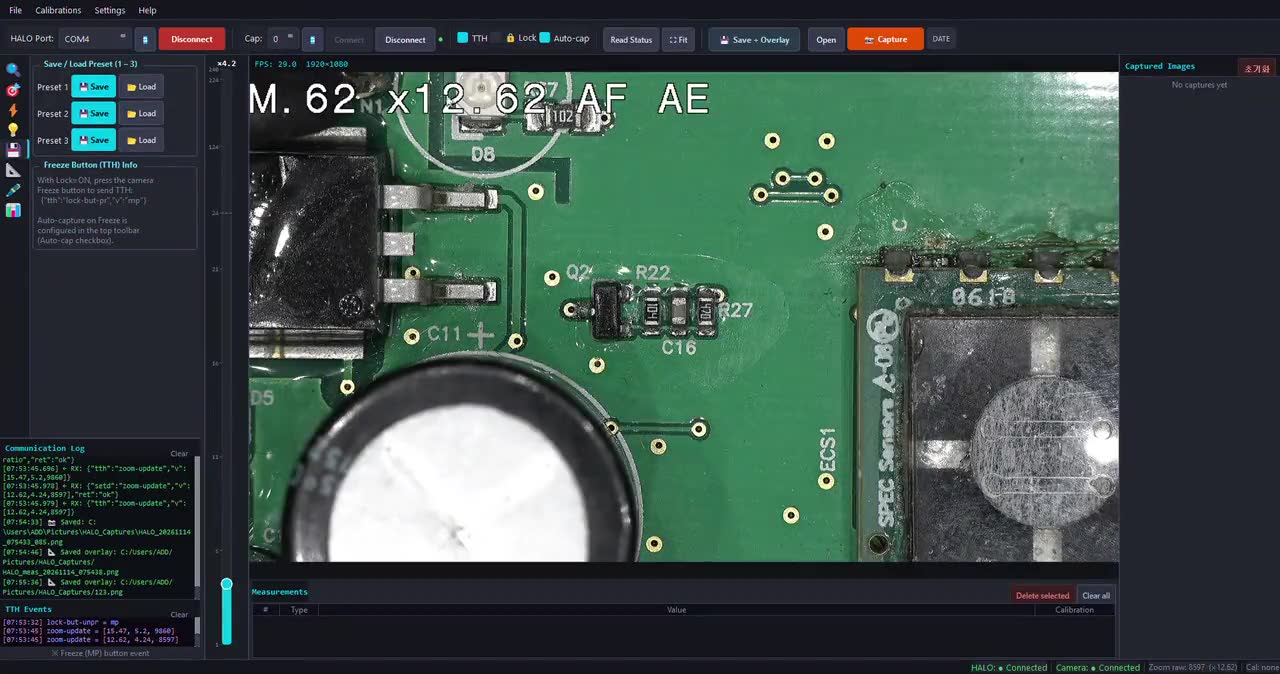 File Calibrations Settings Help
HALO Port: COM4 Disconnect Cap: 0 Connect Disconnect TTH Lock Auto-cap Read Status Fit Save + Overlay Open Capture DATE
Save / Load Preset (1 – 3)
Preset 1 Save Load
Preset 2 Save Load
Preset 3 Save Load
Freeze Button (TTH) Info
With Lock=ON, press the camera
Freeze button to send TTH:
{"tth":"lock-but-pr","v":"mp"}
Auto-capture on Freeze is
configured in the top toolbar
(Auto-cap checkbox).
×4.2
FPS: 29.0 1920×1080
M.62 x12.62 AF AE
N1
102
D8
Q2
R22
R27
C16
C11
D5
ECS1
C
0618
SPEC Sensors A-08
Captured Images 초기화
No captures yet
Communication Log
Clear
ratio","ret":"ok"}
[07:53:45.696] ← RX: {"tth":"zoom-update","v":
[15.47,5.2,9860]}
[07:53:45.978] ← RX: {"setd":"zoom-update","v":
[12.62,4.24,8597],"ret":"ok"}
[07:53:45.979] ← RX: {"tth":"zoom-update","v":
[12.62,4.24,8597]}
[07:54:33] Saved: C:
\Users\ADD\Pictures\HALO_Captures\HALO_20261114
_075433_085.png
[07:54:46] Saved overlay: C:/Users/ADD/
Pictures/HALO_Captures/
HALO_meas_20261114_075438.png
[07:55:36] Saved overlay: C:/Users/ADD/
Pictures/HALO_Captures/123.png
TTH Events
Clear
[07:53:32] lock-but-unpr = mp
[07:53:45] zoom-update = [15.47, 5.2, 9860]
[07:53:45] zoom-update = [12.62, 4.24, 8597]
※ Freeze (MP) button event
Measurements Delete selected Clear all
# Type Value Calibration
HALO: ● Connected Camera: ● Connected Zoom raw: 8597 (×12.62) Cal: none